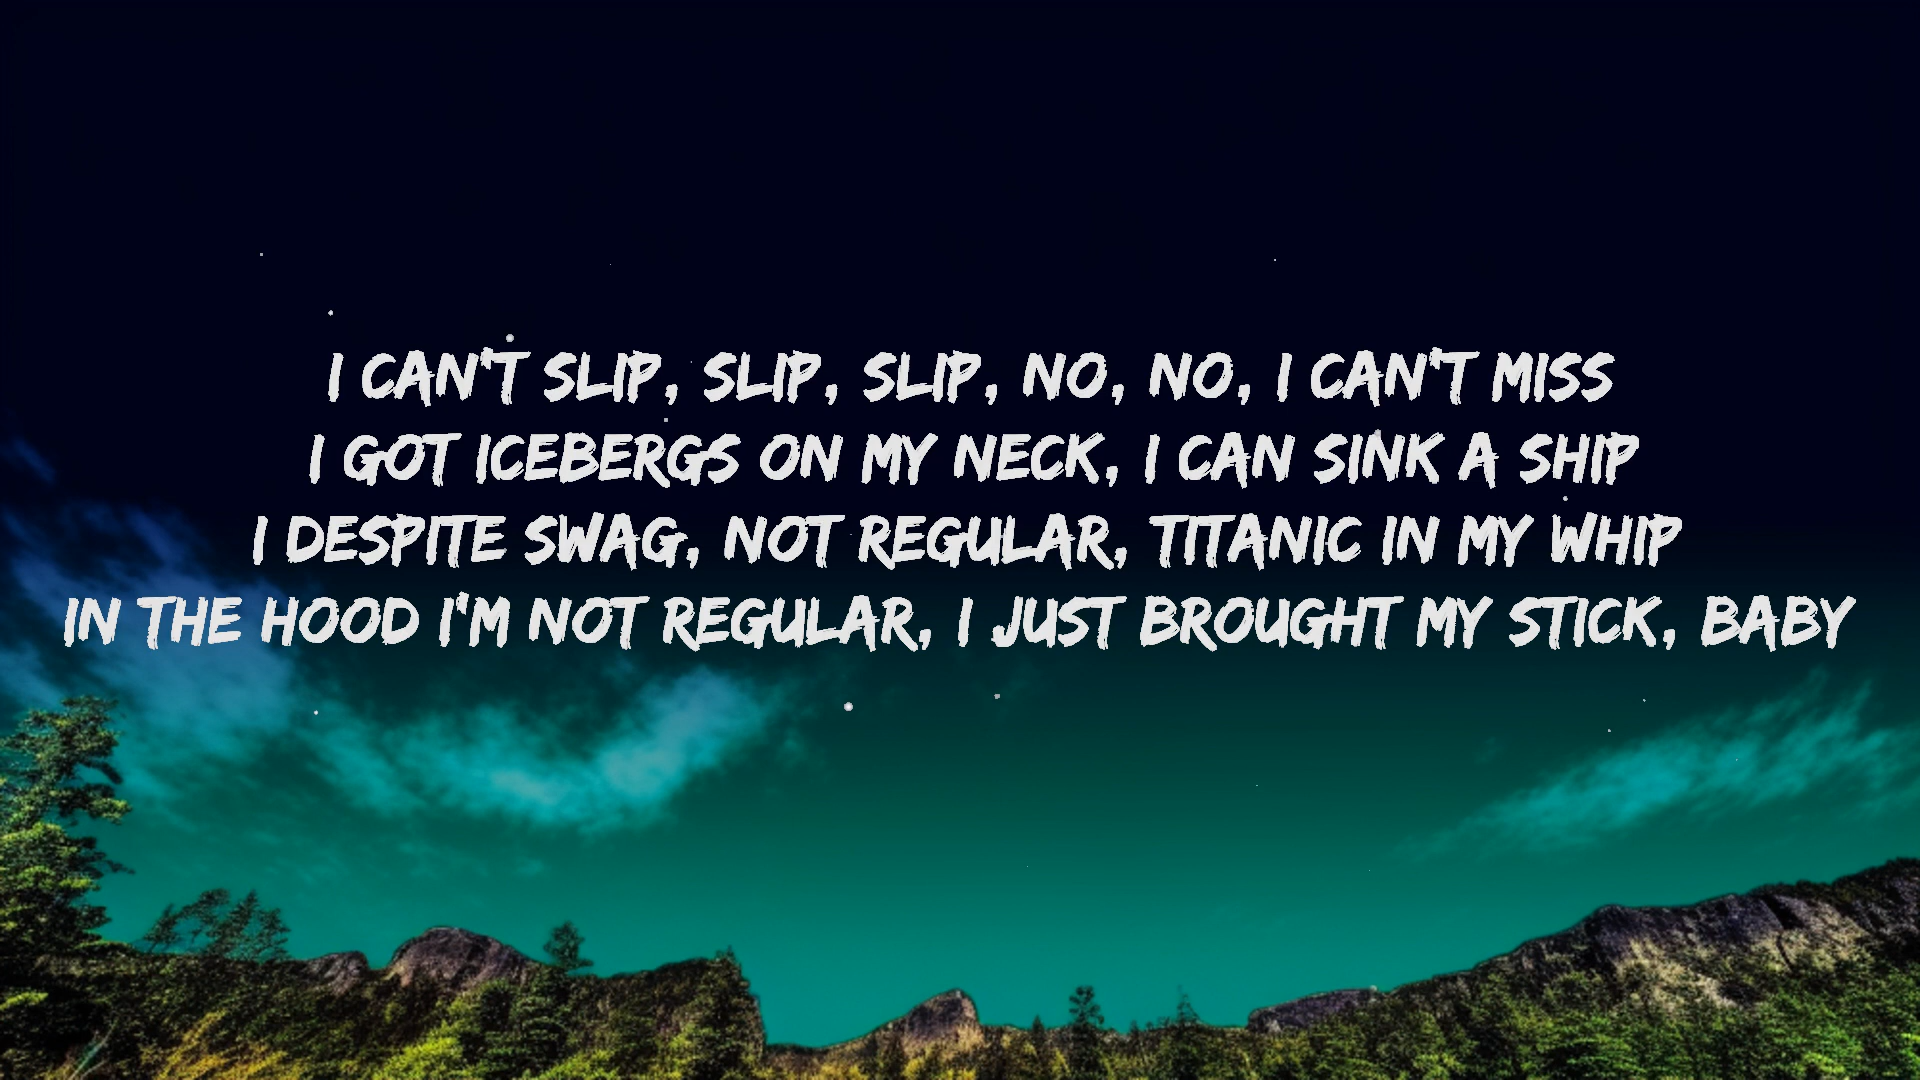 I CAN'T SLIP, SLIP, SLIP, NO, NO, I CAN'T MISS
I GOT ICEBERGS ON MY NECK, I CAN SINK A SHIP
I DESPITE SWAG, NOT REGULAR, TITANIC IN MY WHIP
IN THE HOOD I'M NOT REGULAR, I JUST BROUGHT MY STICK, BABY